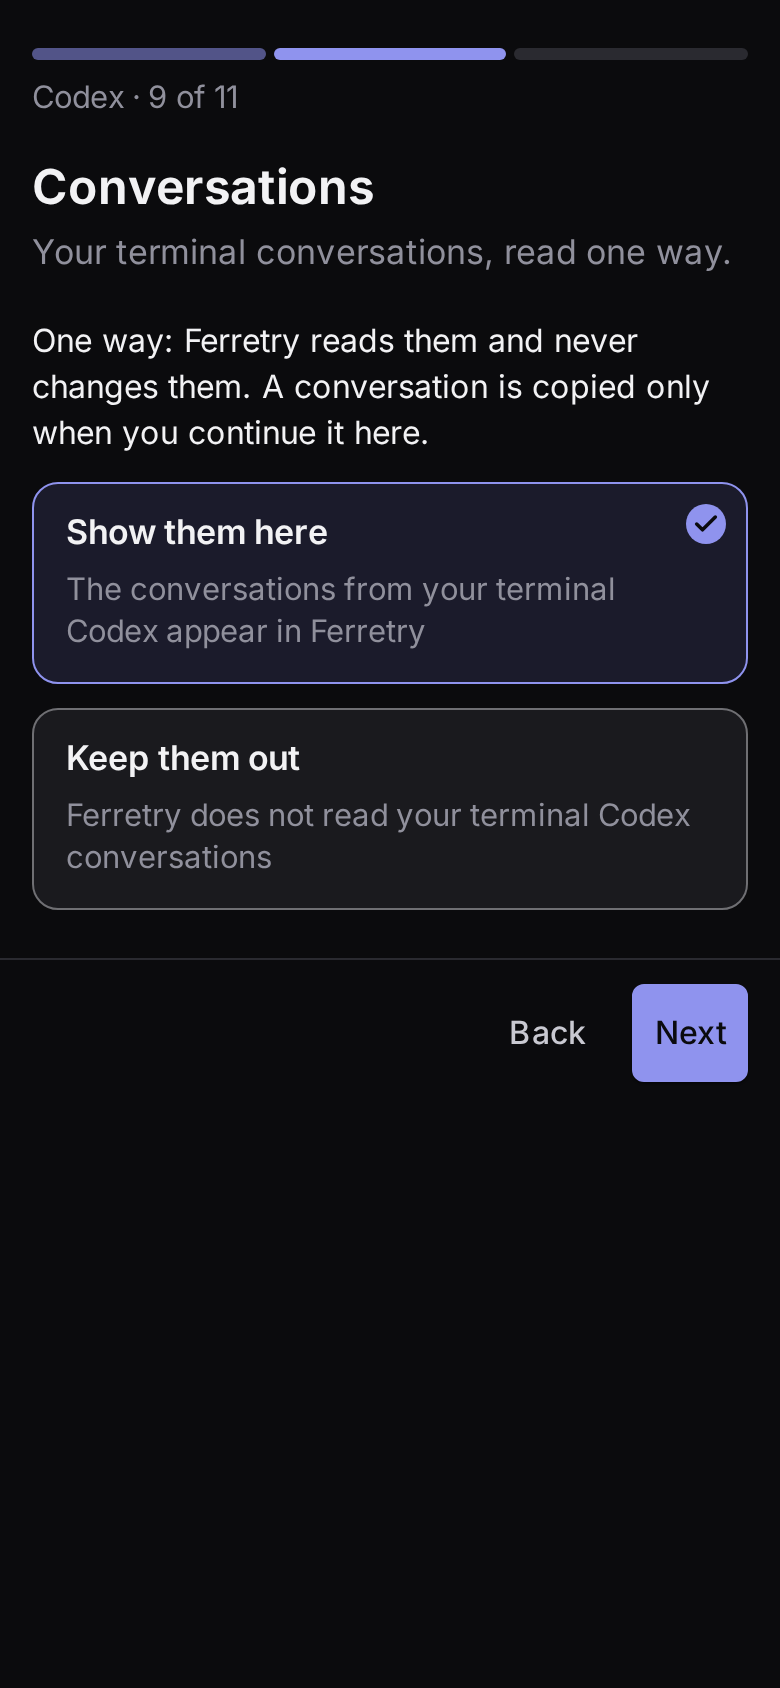 Codex · 9 of 11
Conversations
Your terminal conversations, read one way.
One way: Ferretry reads them and never
changes them. A conversation is copied only
when you continue it here.
Show them here
The conversations from your terminal
Codex appear in Ferretry
Keep them out
Ferretry does not read your terminal Codex
conversations
Back
Next